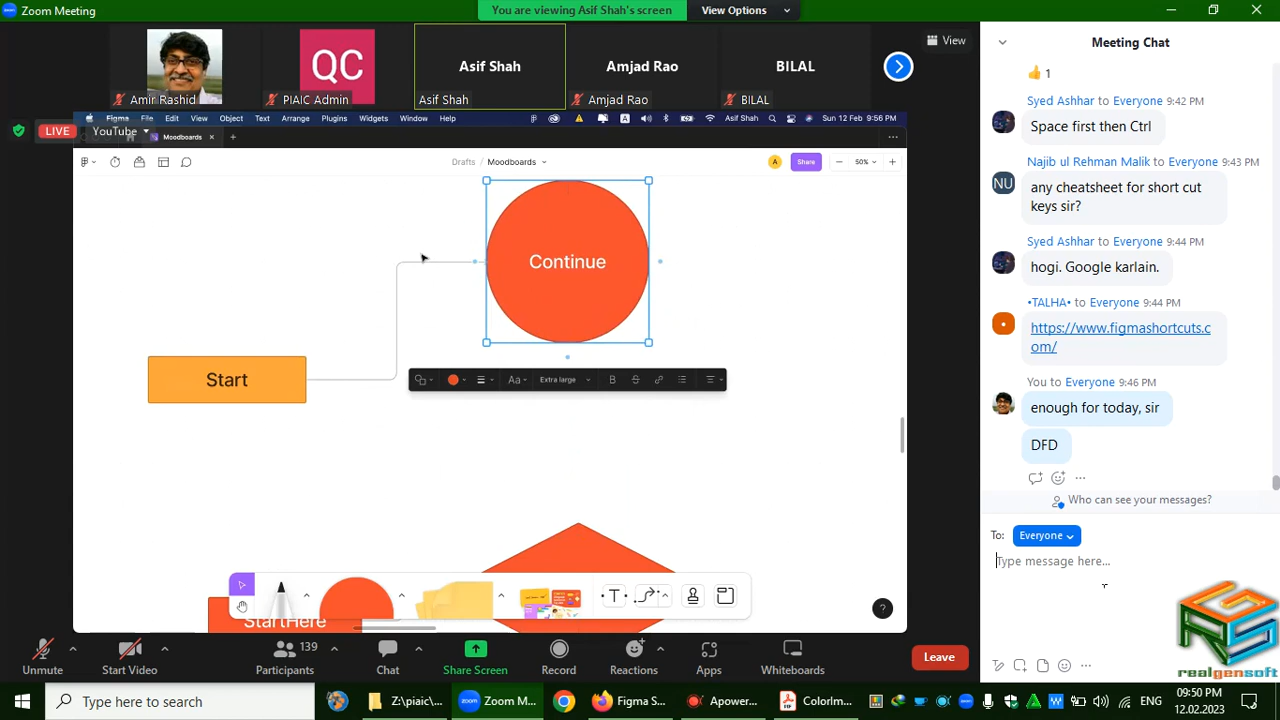 Zoom Meeting
You are viewing Asif Shah's screen
View Options
Amir Rashid
QC
PIAIC Admin
Asif Shah
Asif Shah
Amjad Rao
Amjad Rao
BILAL
BILAL
View
LIVE
YouTube
Figma File Edit View Object Text Arrange Plugins Widgets Window Help
A
Asif Shah
Sun 12 Feb 9:56 PM
Moodboards
Drafts / Moodboards
A
Share
50%
Continue
Start
Aa
Extra large
B
S
StartHere
T
?
Meeting Chat
👍 1
Syed Ashhar to Everyone 9:42 PM
Space first then Ctrl
Najib ul Rehman Malik to Everyone 9:43 PM
NU
any cheatsheet for short cut
keys sir?
Syed Ashhar to Everyone 9:44 PM
hogi. Google karlain.
•TALHA• to Everyone 9:44 PM
https://www.figmashortcuts.c
om/
You to Everyone 9:46 PM
enough for today, sir
DFD
Who can see your messages?
To: Everyone
Type message here...
realgensoft
Unmute
Start Video
139
Participants
Chat
Share Screen
Record
Reactions
Apps
Whiteboards
Leave
Type here to search
Z:\piaic\...
Zoom M...
Figma S...
Apower...
ColorIm...
ENG
09:50 PM
12.02.2023